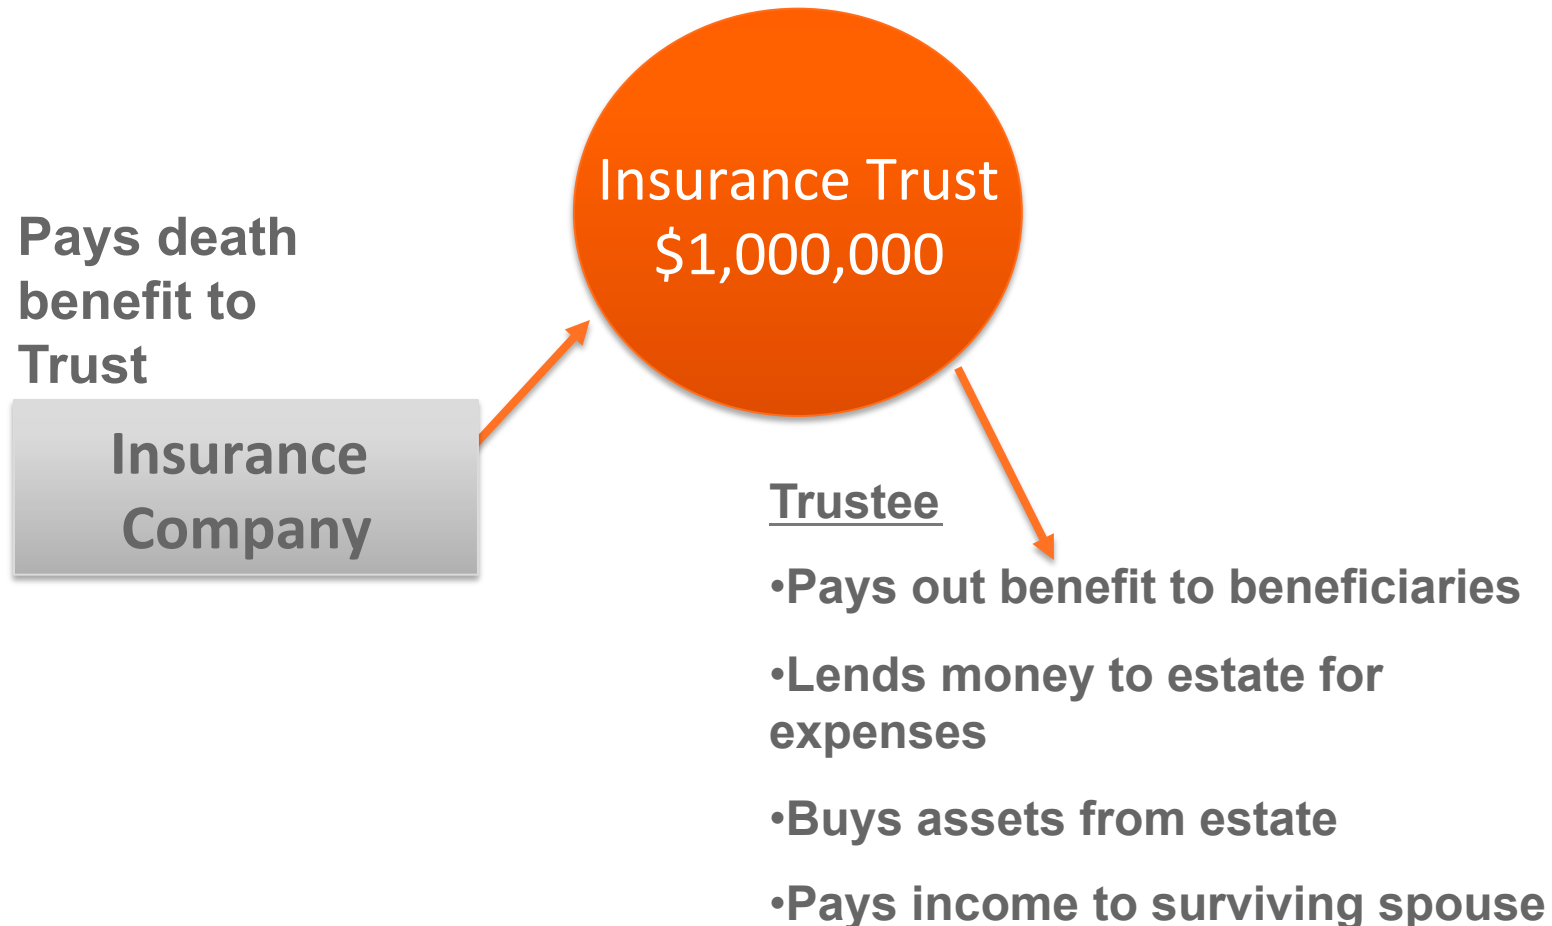 Insurance Trust
$1,000,000
Pays death
benefit to
Trust
Insurance
Company
Trustee
•Pays out benefit to beneficiaries
•Lends money to estate for
expenses
•Buys assets from estate
•Pays income to surviving spouse